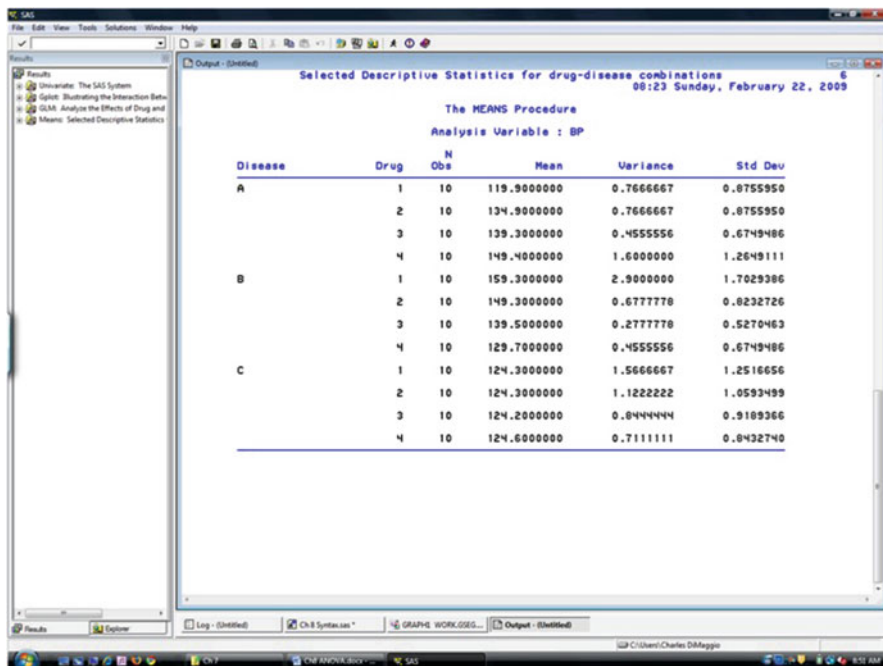 SAS
File Edit View Tools Solutions Window Help
Results
Results
Univariate: The SAS System
Gplot: Illustrating the Interaction Betw
GLM: Analyze the Effects of Drug and
Means: Selected Descriptive Statistics
Output - (Untitled)
Selected Descriptive Statistics for drug-disease combinations 6
08:23 Sunday, February 22, 2009
The MEANS Procedure
Analysis Variable : BP
N
Disease Drug Obs Mean Variance Std Dev
A 1 10 119.9000000 0.7666667 0.8755950
2 10 134.9000000 0.7666667 0.8755950
3 10 139.3000000 0.4555556 0.6749486
4 10 149.4000000 1.6000000 1.2649111
B 1 10 159.3000000 2.9000000 1.7029386
2 10 149.3000000 0.6777778 0.8232726
3 10 139.5000000 0.2777778 0.5270463
4 10 129.7000000 0.4555556 0.6749486
C 1 10 124.3000000 1.5666667 1.2516656
2 10 124.3000000 1.1222222 1.0593499
3 10 124.2000000 0.8444444 0.9189366
4 10 124.6000000 0.7111111 0.8432740
Results Explorer
Log - (Untitled) Ch 8 Syntax.sas * GRAPH1 WORK.GSEG... Output - (Untitled)
C:\Users\Charles DiMaggio
Ch 7 Ch8 ANOVA.docx - ... SAS 8:51 AM